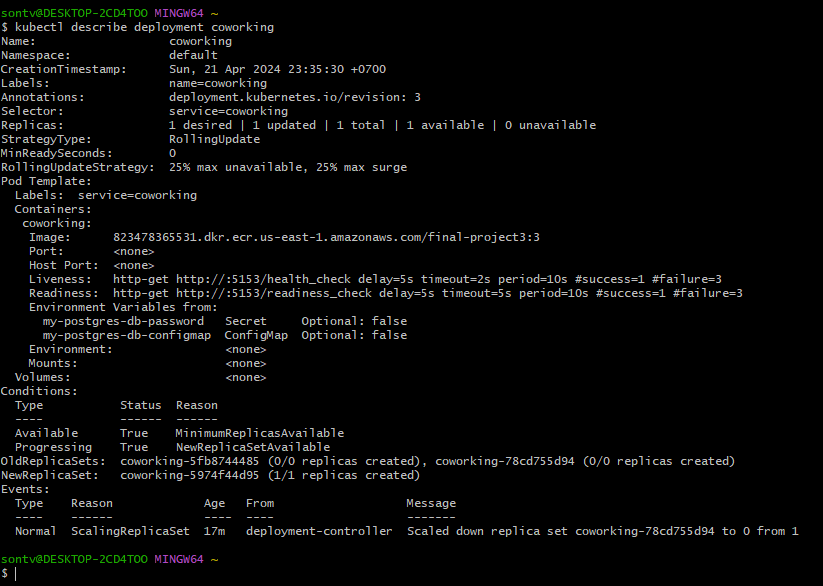 sontv@DESKTOP-2CD4TOO MINGW64 ~
$ kubectl describe deployment coworking
Name:                   coworking
Namespace:              default
CreationTimestamp:      Sun, 21 Apr 2024 23:35:30 +0700
Labels:                 name=coworking
Annotations:            deployment.kubernetes.io/revision: 3
Selector:               service=coworking
Replicas:               1 desired | 1 updated | 1 total | 1 available | 0 unavailable
StrategyType:           RollingUpdate
MinReadySeconds:        0
RollingUpdateStrategy:  25% max unavailable, 25% max surge
Pod Template:
  Labels:  service=coworking
  Containers:
   coworking:
    Image:      823478365531.dkr.ecr.us-east-1.amazonaws.com/final-project3:3
    Port:       <none>
    Host Port:  <none>
    Liveness:   http-get http://:5153/health_check delay=5s timeout=2s period=10s #success=1 #failure=3
    Readiness:  http-get http://:5153/readiness_check delay=5s timeout=5s period=10s #success=1 #failure=3
    Environment Variables from:
      my-postgres-db-password   Secret     Optional: false
      my-postgres-db-configmap  ConfigMap  Optional: false
    Environment:                <none>
    Mounts:                     <none>
  Volumes:                      <none>
Conditions:
  Type           Status  Reason
  ----           ------  ------
  Available      True    MinimumReplicasAvailable
  Progressing    True    NewReplicaSetAvailable
OldReplicaSets:  coworking-5fb8744485 (0/0 replicas created), coworking-78cd755d94 (0/0 replicas created)
NewReplicaSet:   coworking-5974f44d95 (1/1 replicas created)
Events:
  Type    Reason             Age   From                   Message
  ----    ------             ----  ----                   -------
  Normal  ScalingReplicaSet  17m   deployment-controller  Scaled down replica set coworking-78cd755d94 to 0 from 1
sontv@DESKTOP-2CD4TOO MINGW64 ~
$